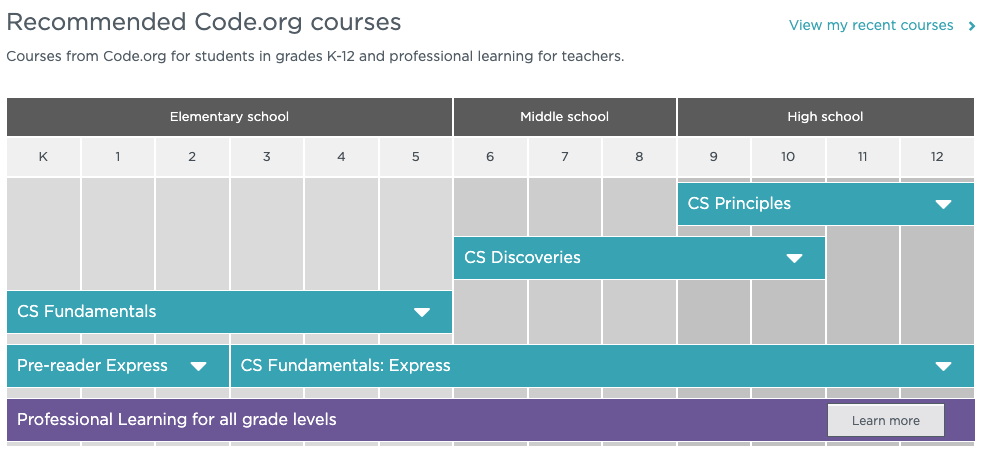 Recommended Code.org courses
View my recent courses
Courses from Code.org for students in grades K-12 and professional learning for teachers.
Elementary school Middle school High school
K 1 2 3 4 5 6 7 8 9 10 11 12
CS Principles
CS Discoveries
CS Fundamentals
Pre-reader Express CS Fundamentals: Express
Professional Learning for all grade levels Learn more